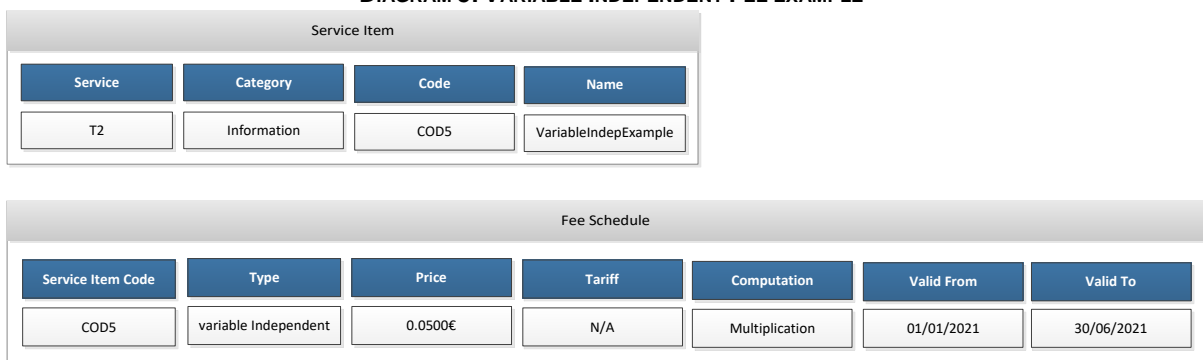 Service Item
Service Category Code Name
T2 Information COD5 VariableIndepExample
Fee Schedule
Service Item Code Type Price Tariff Computation Valid From Valid To
COD5 variable Independent 0.0500€ N/A Multiplication 01/01/2021 30/06/2021